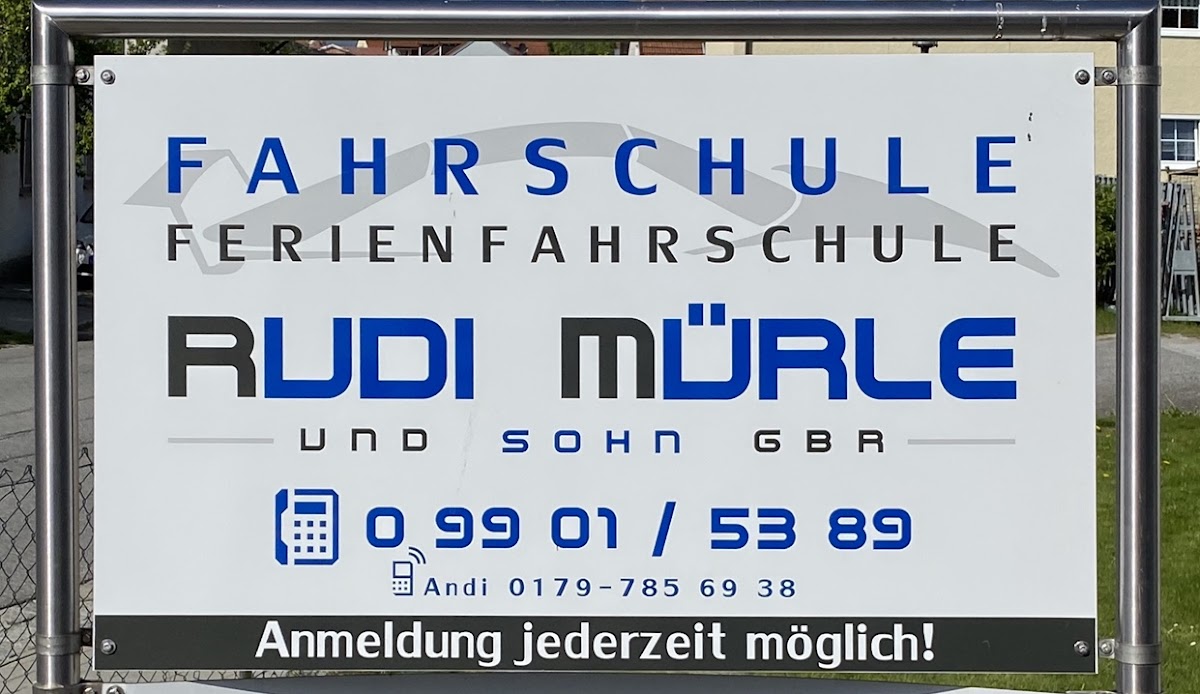 FAHRSCHULE
FERIENFAHRSCHULE
RUDI MÜRLE
UND SOHN GBR
0 99 01 / 53 89
Andi 0179-785 69 38
Anmeldung jederzeit möglich!